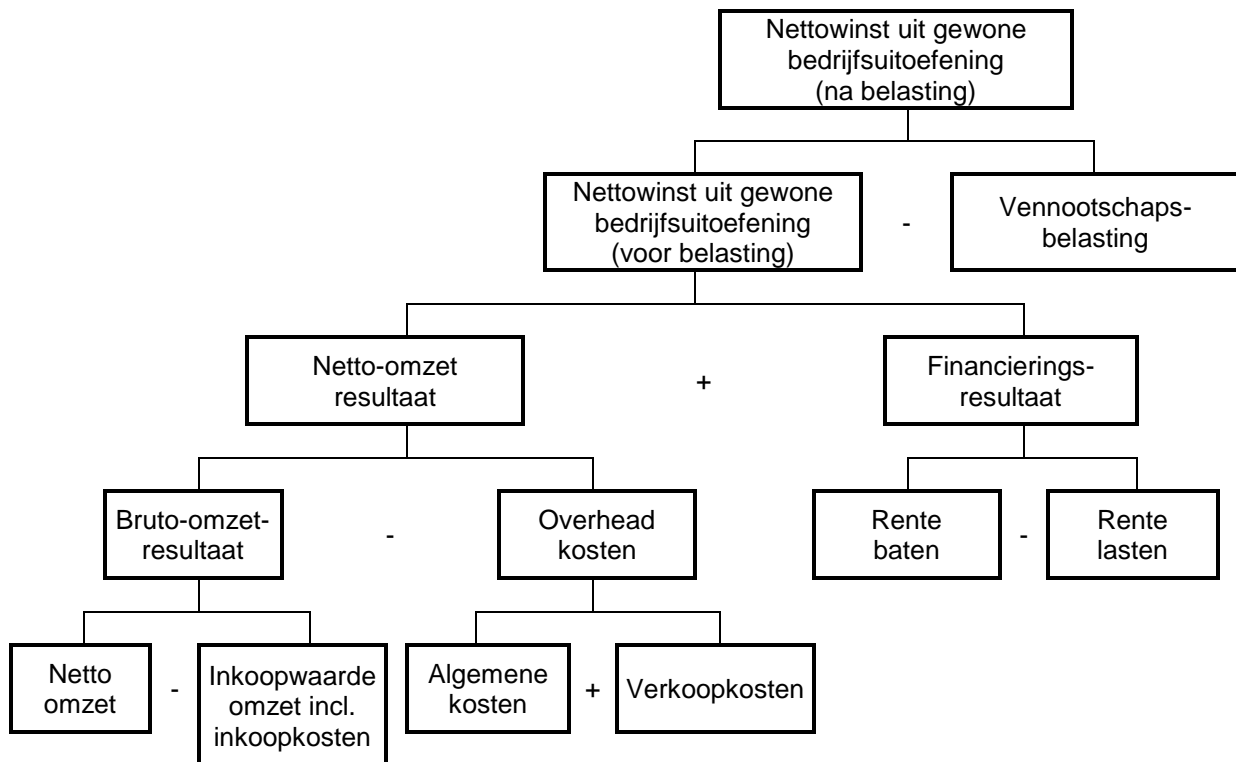 Nettowinst uit gewone
bedrijfsuitoefening
(na belasting)
Nettowinst uit gewone
bedrijfsuitoefening
(voor belasting)
-
Vennootschaps-
belasting
Netto-omzet
resultaat
+
Financierings-
resultaat
Bruto-omzet-
resultaat
-
Overhead
kosten
Rente
baten
-
Rente
lasten
Netto
omzet
-
Inkoopwaarde
omzet incl.
inkoopkosten
Algemene
kosten
+
Verkoopkosten